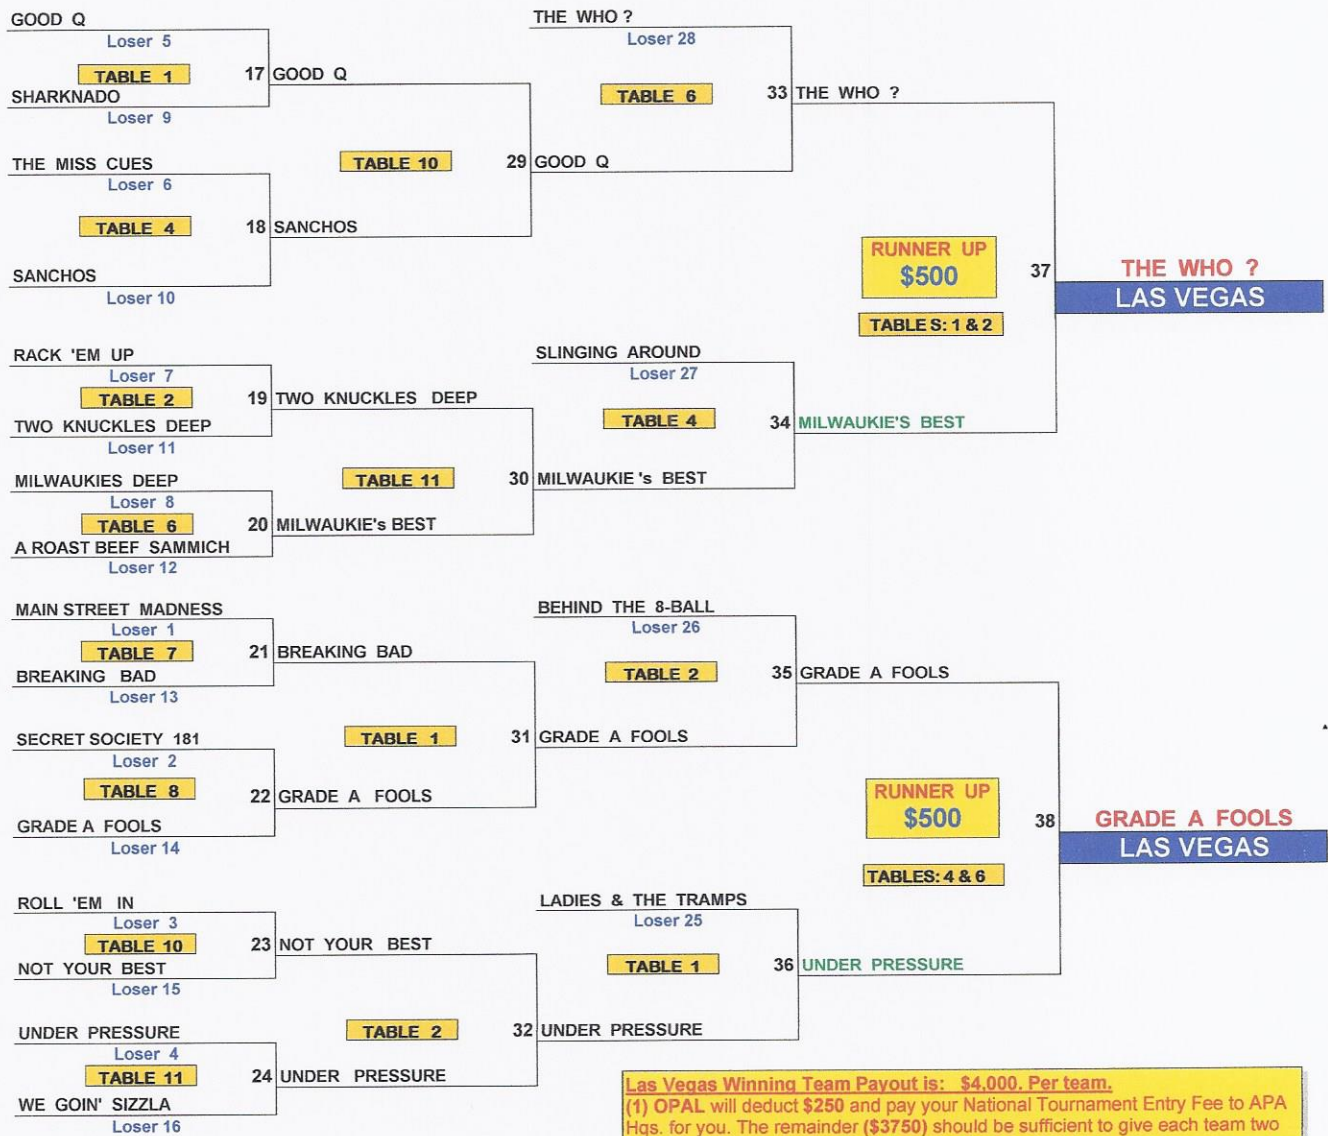 GOOD Q
Loser 5
TABLE 1
17 GOOD Q
SHARKNADO
Loser 9
THE MISS CUES
Loser 6
TABLE 4
18 SANCHOS
SANCHOS
Loser 10
TABLE 10
29 GOOD Q
THE WHO ?
Loser 28
TABLE 6
33 THE WHO ?
RACK 'EM UP
Loser 7
TABLE 2
19 TWO KNUCKLES DEEP
TWO KNUCKLES DEEP
Loser 11
MILWAUKIES DEEP
Loser 8
TABLE 6
20 MILWAUKIE's BEST
A ROAST BEEF SAMMICH
Loser 12
TABLE 11
30 MILWAUKIE 's BEST
SLINGING AROUND
Loser 27
TABLE 4
34 MILWAUKIE'S BEST
RUNNER UP
$500
TABLE S: 1 & 2
37
THE WHO ?
LAS VEGAS
MAIN STREET MADNESS
Loser 1
TABLE 7
21 BREAKING BAD
BREAKING BAD
Loser 13
SECRET SOCIETY 181
Loser 2
TABLE 8
22 GRADE A FOOLS
GRADE A FOOLS
Loser 14
TABLE 1
31 GRADE A FOOLS
BEHIND THE 8-BALL
Loser 26
TABLE 2
35 GRADE A FOOLS
ROLL 'EM IN
Loser 3
TABLE 10
23 NOT YOUR BEST
NOT YOUR BEST
Loser 15
UNDER PRESSURE
Loser 4
TABLE 11
24 UNDER PRESSURE
WE GOIN' SIZZLA
Loser 16
TABLE 2
32 UNDER PRESSURE
LADIES & THE TRAMPS
Loser 25
TABLE 1
36 UNDER PRESSURE
RUNNER UP
$500
TABLES: 4 & 6
38
GRADE A FOOLS
LAS VEGAS
Las Vegas Winning Team Payout is: $4,000. Per team.
(1) OPAL will deduct $250 and pay your National Tournament Entry Fee to APA
Hqs. for you. The remainder ($3750) should be sufficient to give each team two